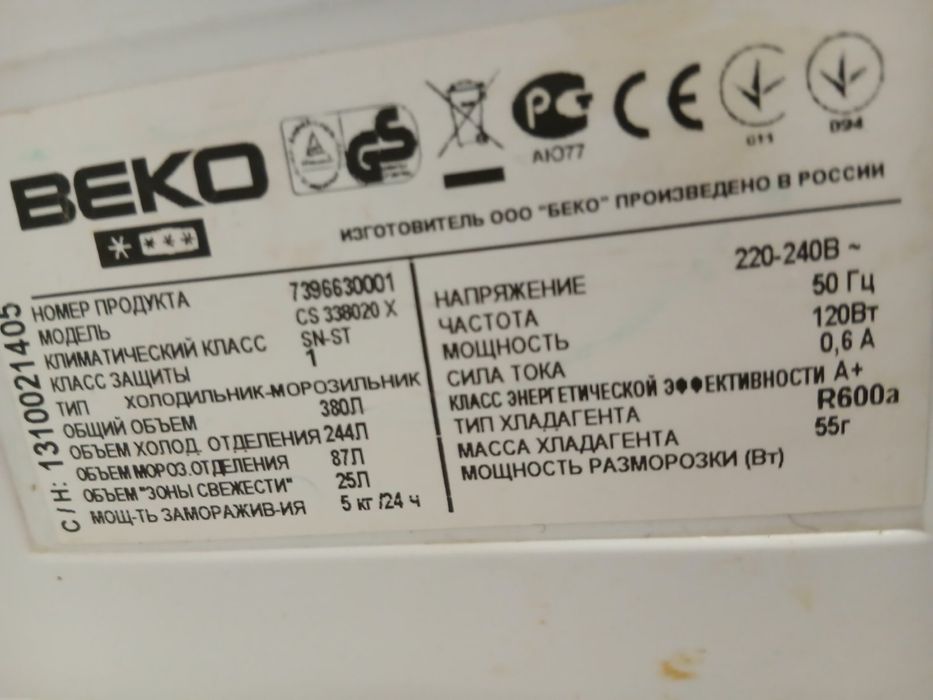 BEKO
АЮ77
011
094
ИЗГОТОВИТЕЛЬ ООО "БЕКО" ПРОИЗВЕДЕНО В РОССИИ
С/Н: 1310021405
НОМЕР ПРОДУКТА 7396630001
МОДЕЛЬ CS 338020 X
КЛИМАТИЧЕСКИЙ КЛАСС SN-ST
КЛАСС ЗАЩИТЫ 1
ТИП ХОЛОДИЛЬНИК-МОРОЗИЛЬНИК
ОБЩИЙ ОБЪЕМ 380Л
ОБЪЕМ ХОЛОД. ОТДЕЛЕНИЯ 244Л
ОБЪЕМ МОРОЗ.ОТДЕЛЕНИЯ 87Л
ОБЪЕМ"ЗОНЫ СВЕЖЕСТИ" 25Л
МОЩ-ТЬ ЗАМОРАЖИВ-ИЯ 5 кг /24 ч
НАПРЯЖЕНИЕ 220-240В ~
ЧАСТОТА 50 Гц
МОЩНОСТЬ 120Вт
СИЛА ТОКА 0,6 А
КЛАСС ЭНЕРГЕТИЧЕСКОЙ ЭФФЕКТИВНОСТИ А+
ТИП ХЛАДАГЕНТА R600a
МАССА ХЛАДАГЕНТА 55г
МОЩНОСТЬ РАЗМОРОЗКИ (Вт)